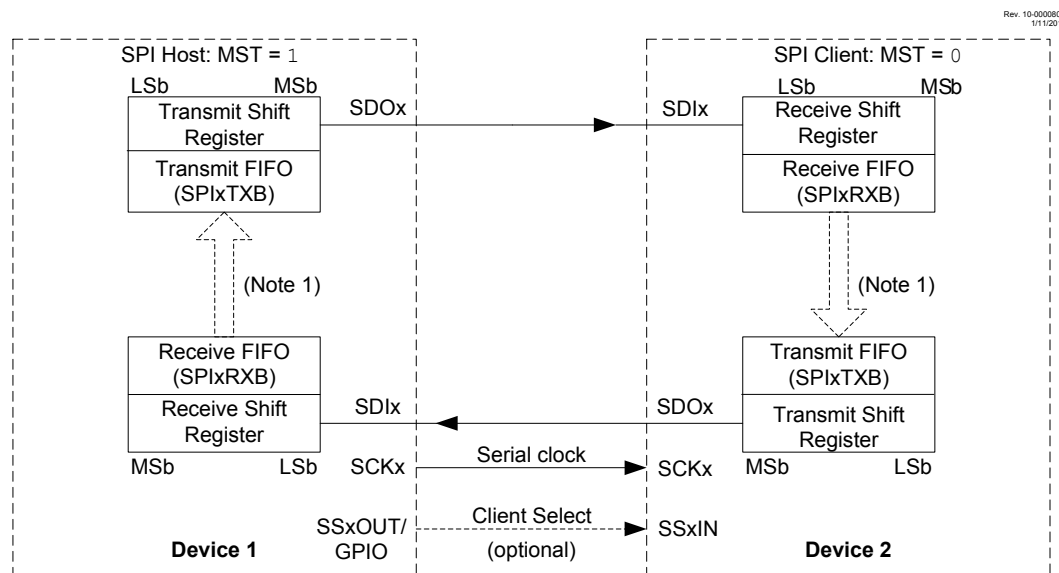 Rev. 10-000080
1/11/20
SPI Host: MST = 1
SPI Client: MST = 0
LSb MSb
LSb MSb
Transmit Shift
Register
Transmit FIFO
(SPIxTXB)
SDOx
SDIx
Receive Shift
Register
Receive FIFO
(SPIxRXB)
(Note 1)
(Note 1)
Receive FIFO
(SPIxRXB)
Receive Shift
Register
SDIx
SDOx
Transmit FIFO
(SPIxTXB)
Transmit Shift
Register
MSb LSb
SCKx
Serial clock
SCKx
MSb LSb
SSxOUT/
GPIO
Client Select
(optional)
SSxIN
Device 1
Device 2